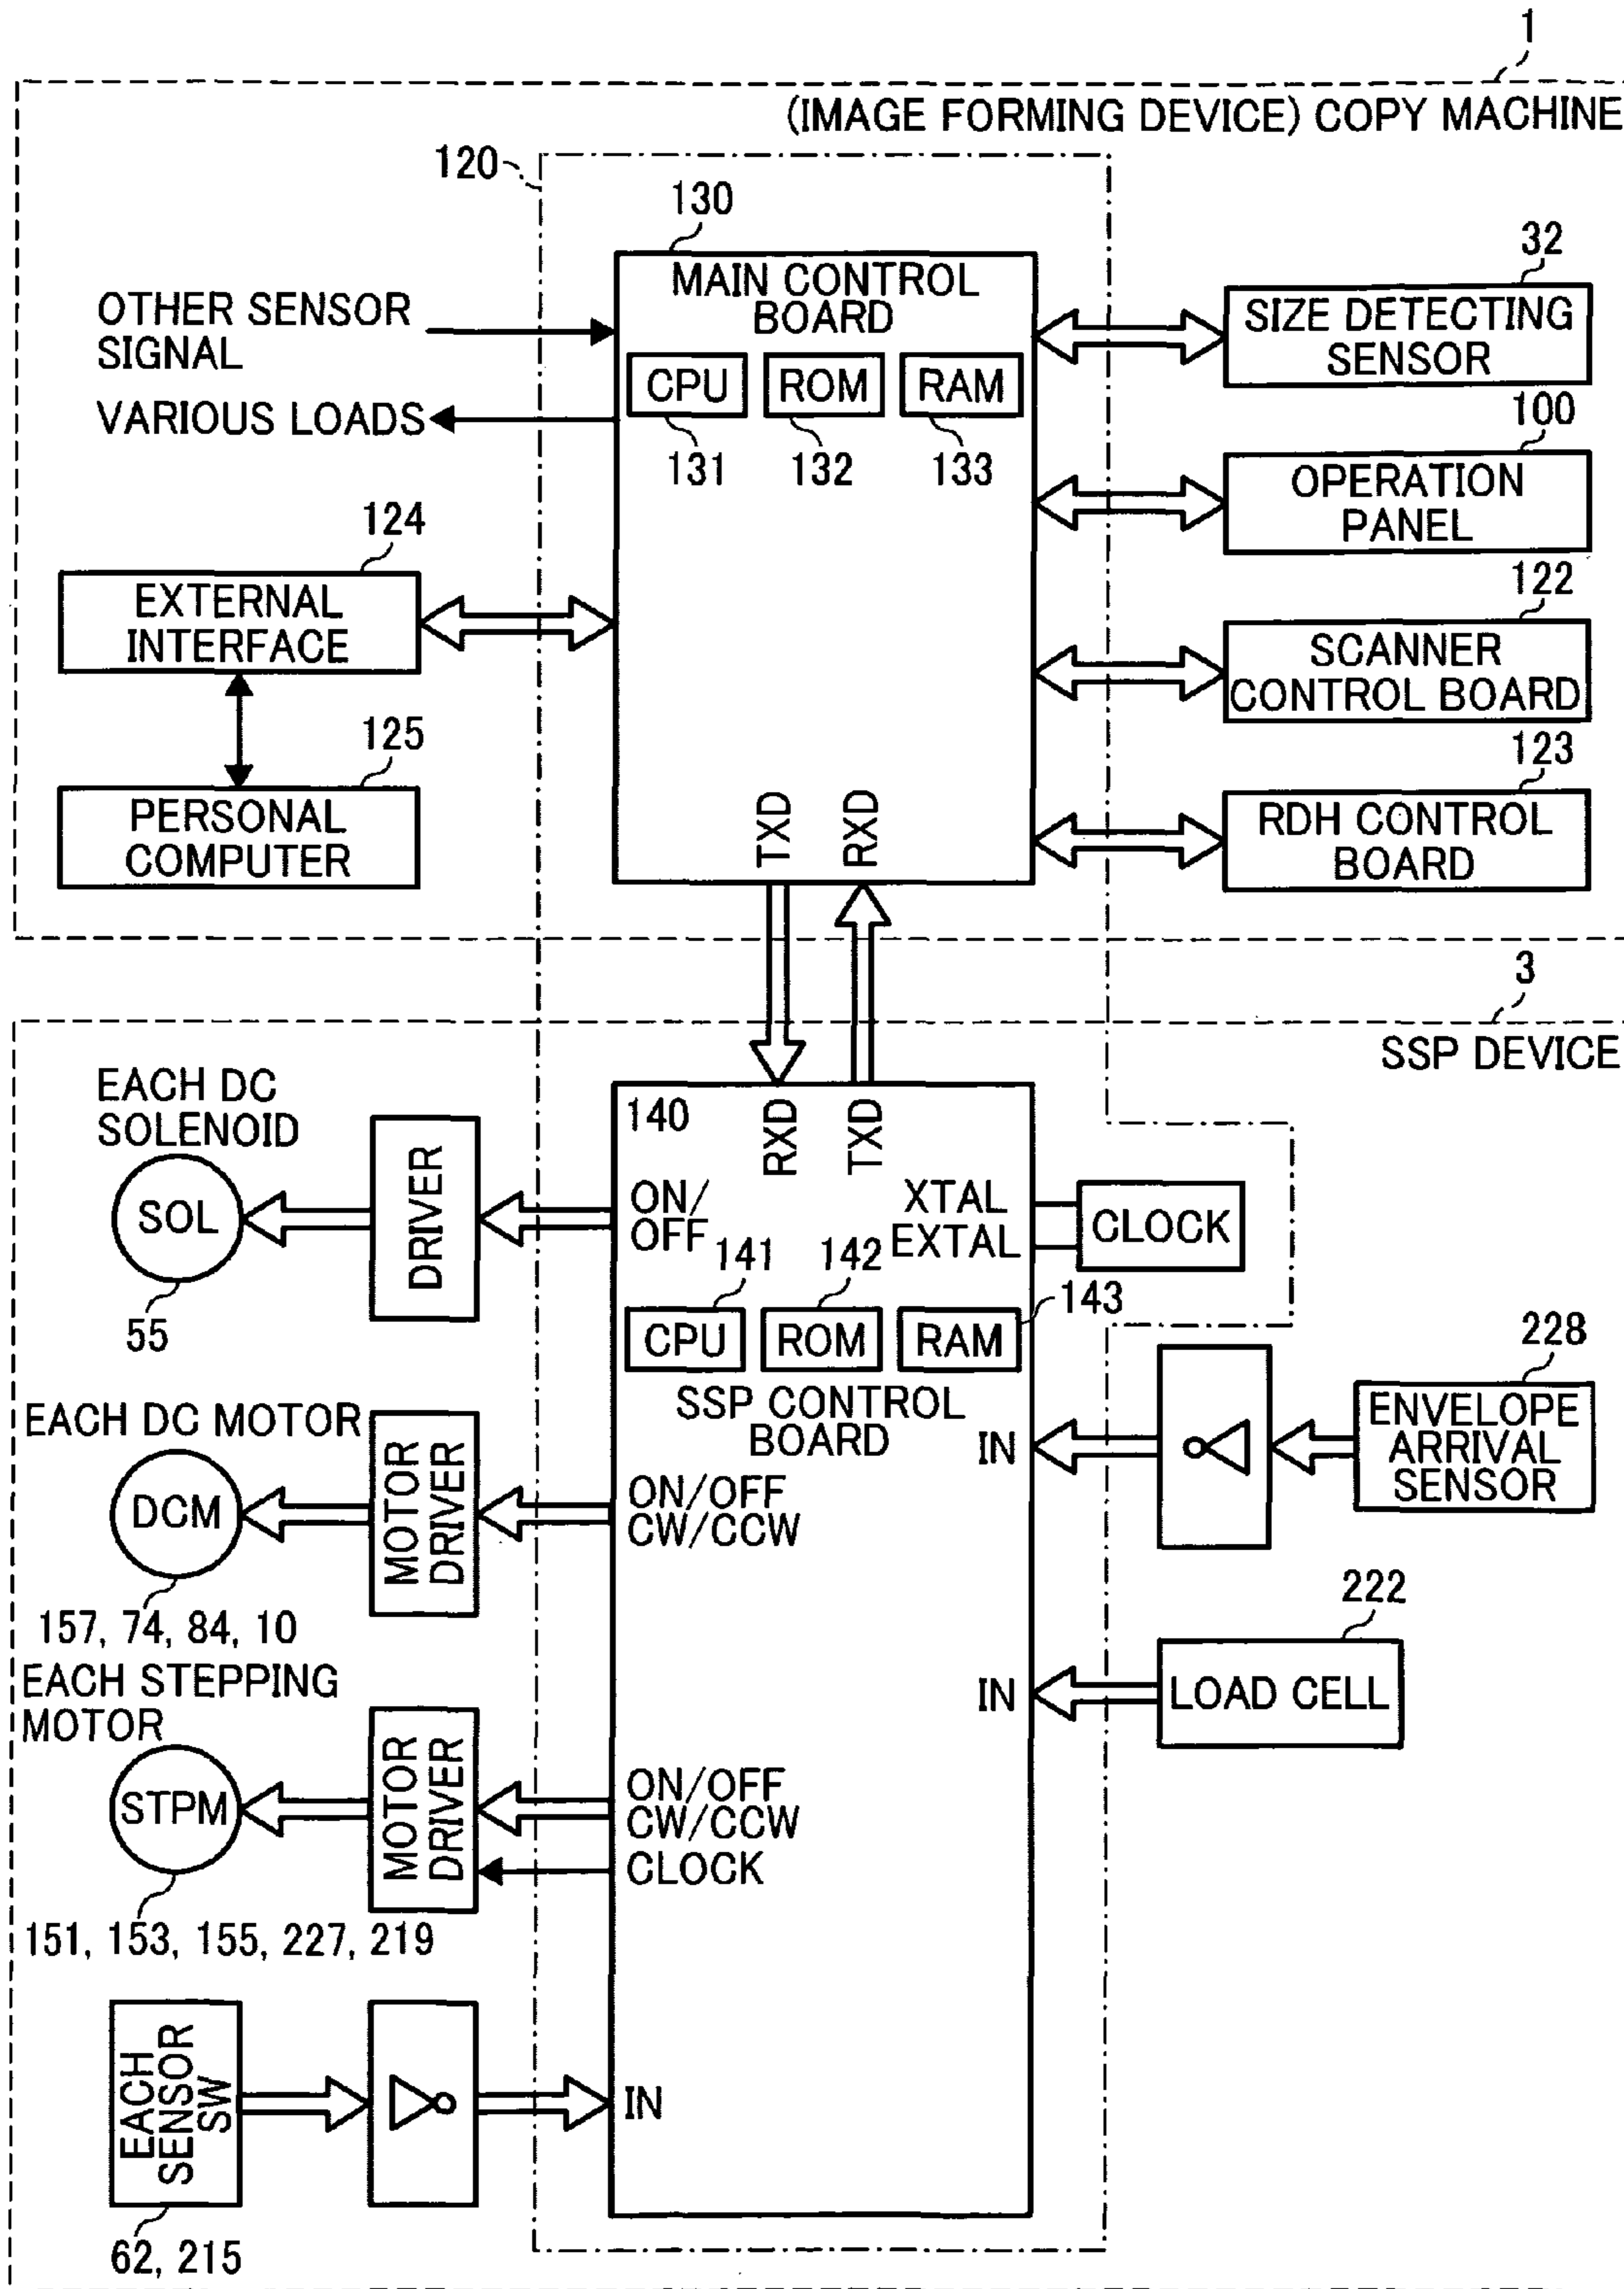 1
(IMAGE FORMING DEVICE) COPY MACHINE
120
130
MAIN CONTROL
BOARD
CPU
ROM
RAM
131
132
133
OTHER SENSOR
SIGNAL
VARIOUS LOADS
32
SIZE DETECTING
SENSOR
100
OPERATION
PANEL
124
EXTERNAL
INTERFACE
122
SCANNER
CONTROL BOARD
125
PERSONAL
COMPUTER
123
RDH CONTROL
BOARD
TXD
RXD
3
SSP DEVICE
140
RXD
TXD
EACH DC
SOLENOID
SOL
55
DRIVER
ON/
OFF
XTAL
EXTAL
CLOCK
141
142
143
CPU
ROM
RAM
SSP CONTROL
BOARD
EACH DC MOTOR
DCM
157, 74, 84, 10
MOTOR
DRIVER
ON/OFF
CW/CCW
IN
228
ENVELOPE
ARRIVAL
SENSOR
222
LOAD CELL
IN
EACH STEPPING
MOTOR
STPM
151, 153, 155, 227, 219
MOTOR
DRIVER
ON/OFF
CW/CCW
CLOCK
EACH
SENSOR
SW
62, 215
IN